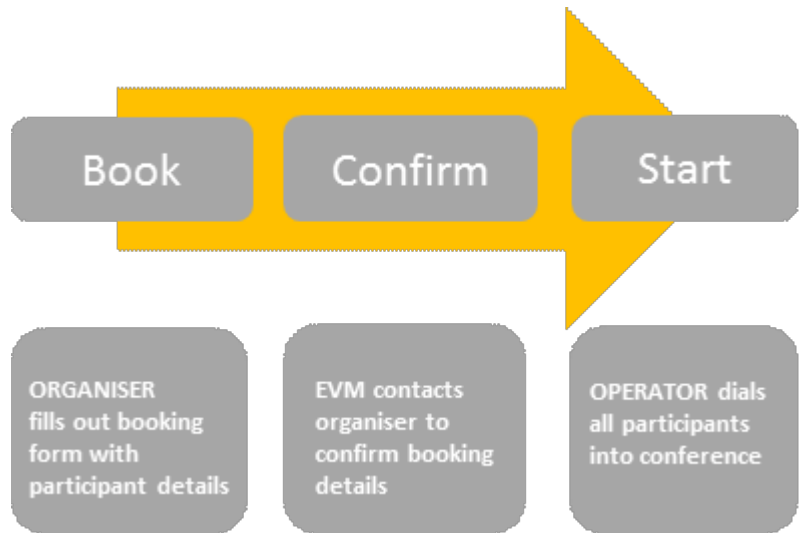 Book
Confirm
Start
ORGANISER
fills out booking
form with
participant details
EVM contacts
organiser to
confirm booking
details
OPERATOR dials
all participants
into conference